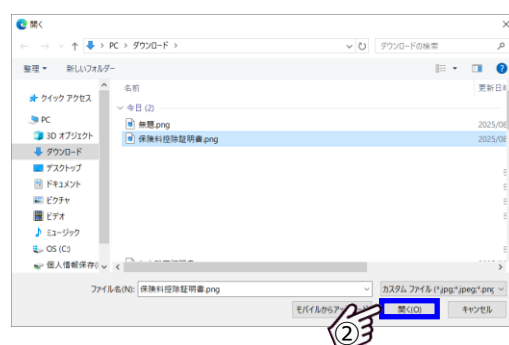 開く
PC > ダウンロード >
ダウンロードの検索
整理 新しいフォルダー
名前
更新日時
クイック アクセス
今日 (2)
PC
無題.png
2025/08
3D オブジェクト
保険料控除証明書.png
2025/08
ダウンロード
デスクトップ
ドキュメント
ピクチャ
ビデオ
ミュージック
OS (C:)
個人情報保存(
ファイル名(N): 保険料控除証明書.png
カスタム ファイル (*.jpg;*.jpeg;*.png
モバイルからアッ
開く(O)
キャンセル
②